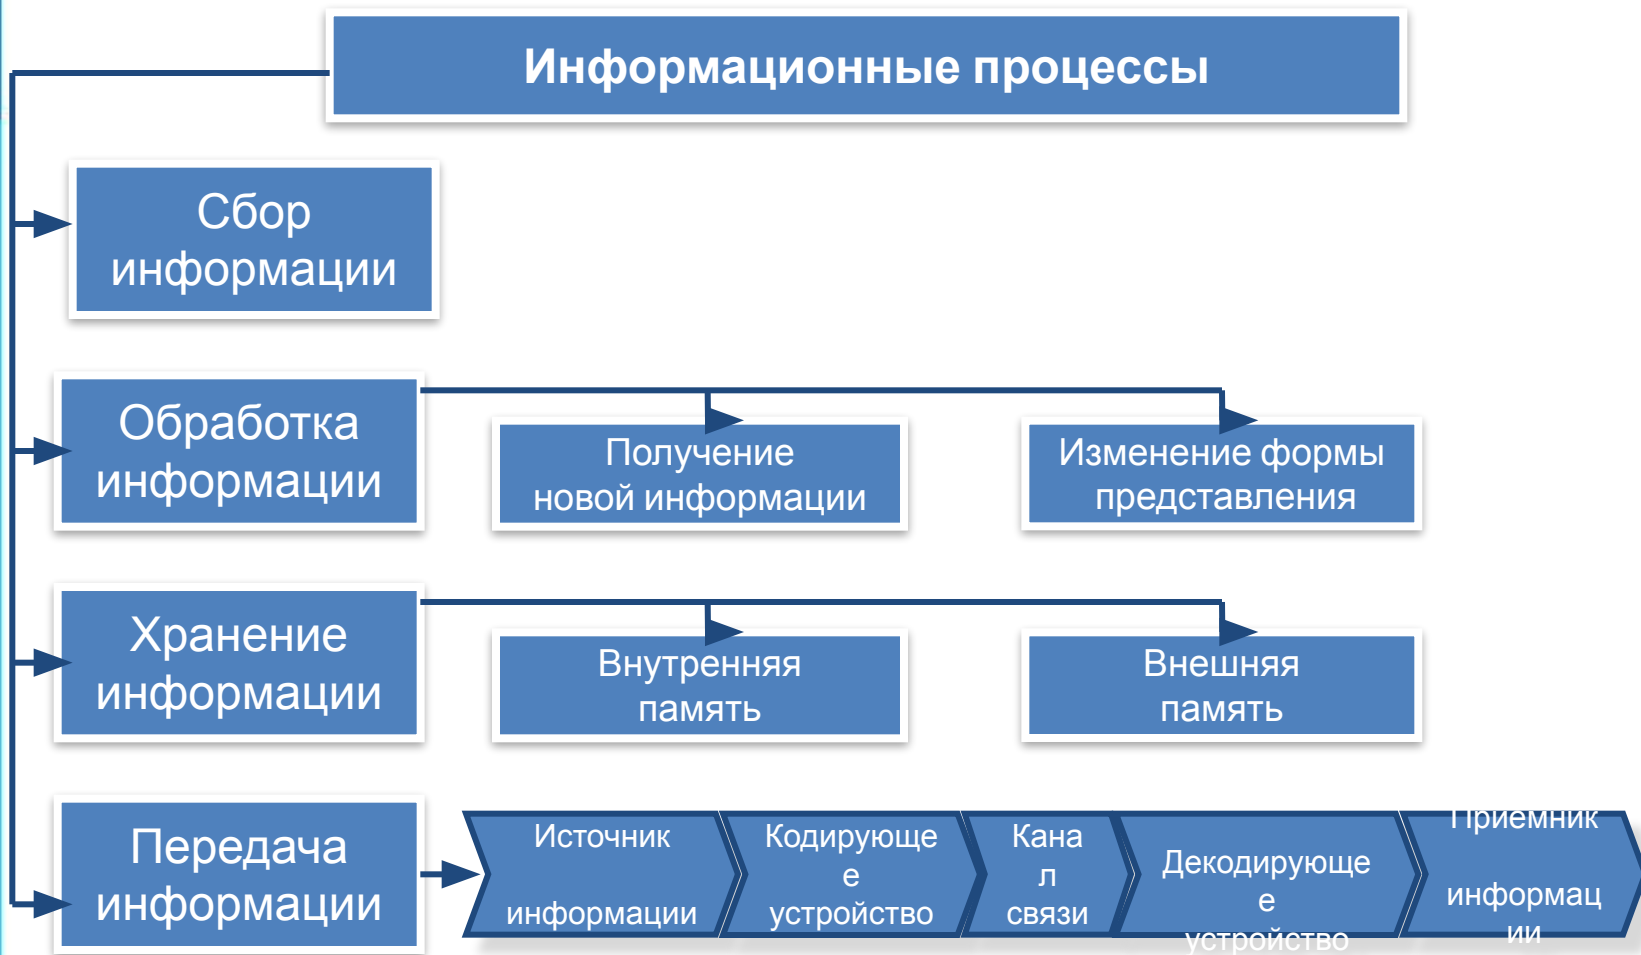 Информационные процессы
Сбор
информации
Обработка
информации
Получение
новой информации
Изменение формы
представления
Хранение
информации
Внутренняя
память
Внешняя
память
Передача
информации
Источник
информации
Кодирующе
е
устройство
Кана
л
связи
Декодирующе
е
устройство
Приемник
информац
ии